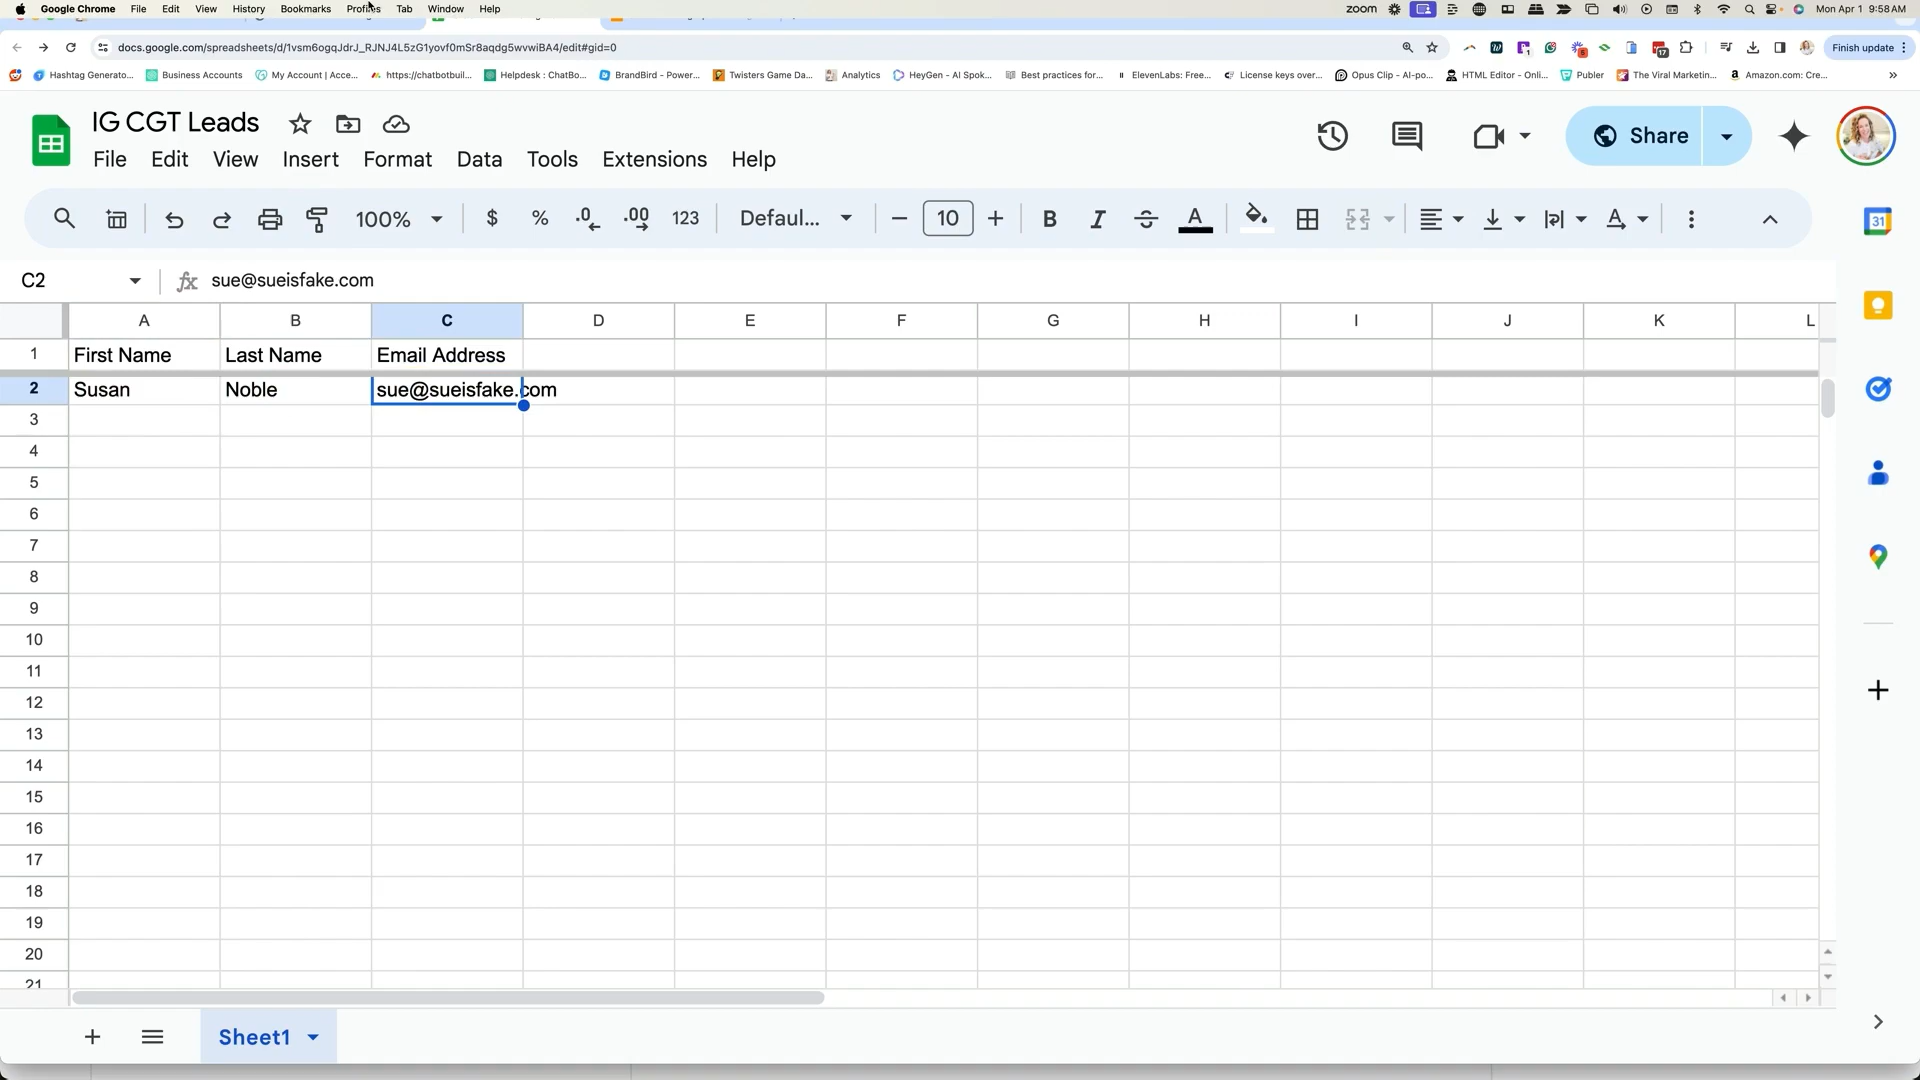 Google Chrome File Edit View History Bookmarks Profiles Tab Window Help zoom Mon Apr 1 9:58 AM
docs.google.com/spreadsheets/d/1vsm6ogqJdrJ_RJNJ4L5zG1yovf0mSr8aqdg5wvwiBA4/edit#gid=0 Finish update
Hashtag Generato... Business Accounts My Account | Acce... https://chatbotbuil... Helpdesk : ChatBo... BrandBird - Power... Twisters Game Da... Analytics HeyGen - AI Spok... Best practices for... ElevenLabs: Free... License keys over... Opus Clip - AI-po... HTML Editor - Onli... Publer The Viral Marketin... Amazon.com: Cre... »
IG CGT Leads
File Edit View Insert Format Data Tools Extensions Help
Share
100% $ % .0 .00 123 Defaul... − 10 + B I S A
31
C2 fx sue@sueisfake.com
A B C D E F G H I J K L
1 First Name Last Name Email Address
2 Susan Noble sue@sueisfake.com
3
4
5
6
7
8
9
10
11
12
13
14
15
16
17
18
19
20
21
Sheet1